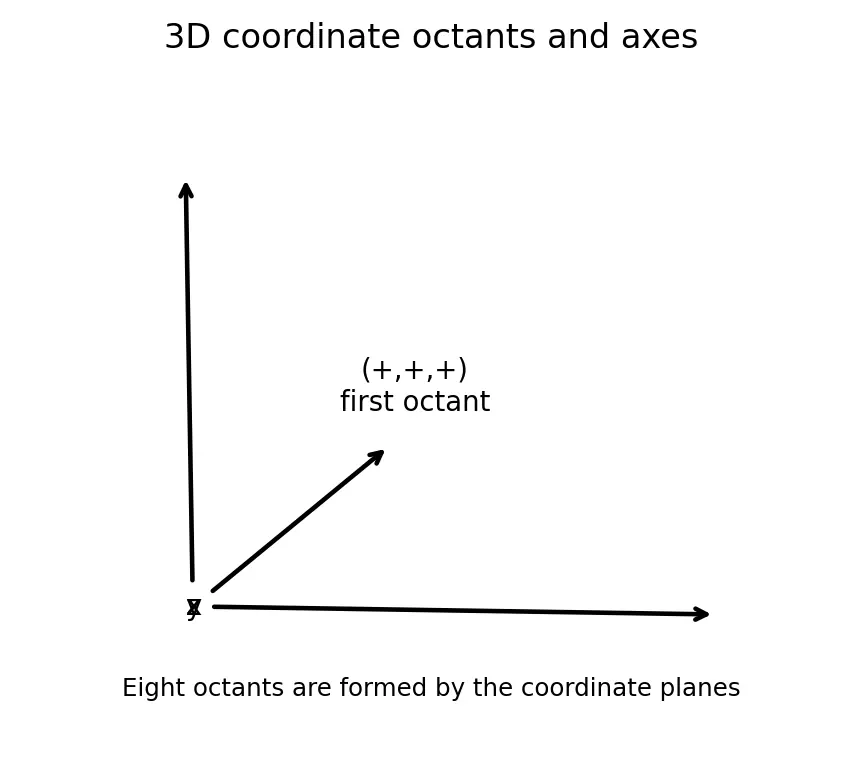 3D coordinate octants and axes
(+,+,+)
first octant
Eight octants are formed by the coordinate planes